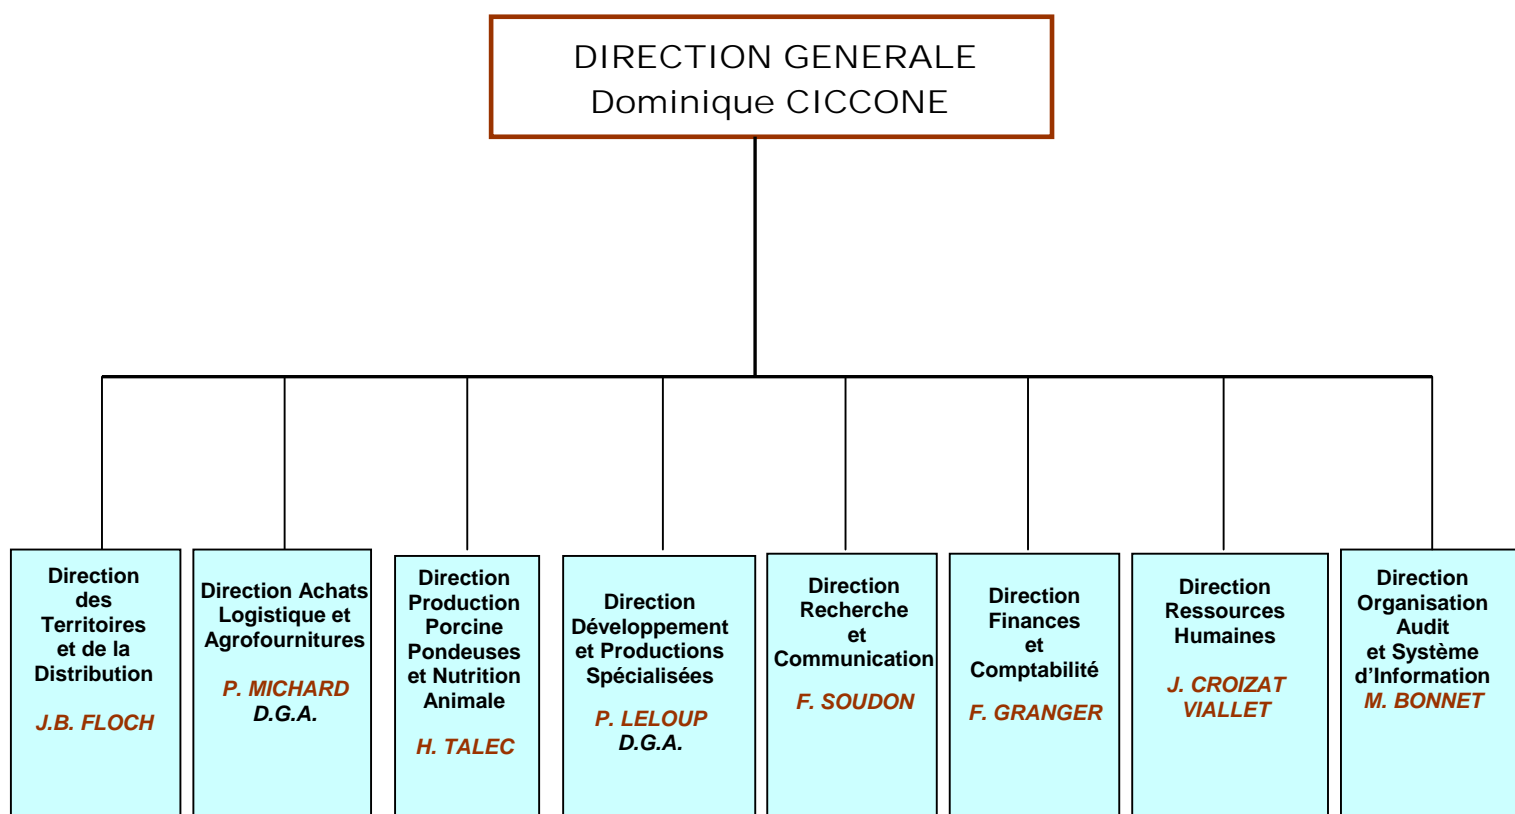 DIRECTION GENERALE
Dominique CICCONE
Direction
des
Territoires
et de la
Distribution
J.B. FLOCH
Direction Achats
Logistique et
Agrofournitures
P. MICHARD
D.G.A.
Direction
Production
Porcine
Pondeuses
et Nutrition
Animale
H. TALEC
Direction
Développement
et Productions
Spécialisées
P. LELOUP
D.G.A.
Direction
Recherche
et
Communication
F. SOUDON
Direction
Finances
et
Comptabilité
F. GRANGER
Direction
Ressources
Humaines
J. CROIZAT
VIALLET
Direction
Organisation
Audit
et Système
d’Information
M. BONNET